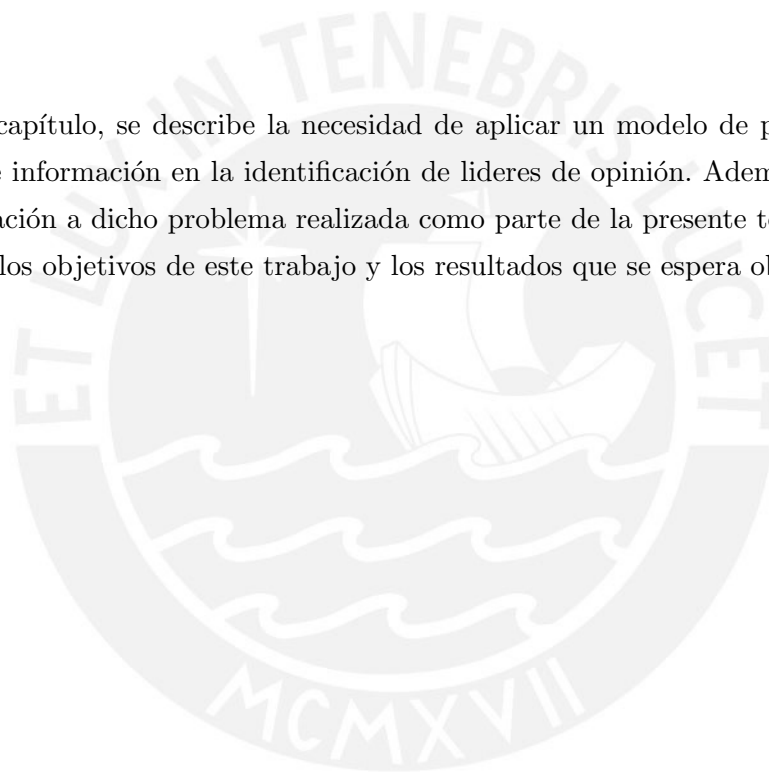 capítulo, se describe la necesidad de aplicar un modelo de p
información en la identificación de lideres de opinión. Adem
ación a dicho problema realizada como parte de la presente t
los objetivos de este trabajo y los resultados que se espera o
ET LUX IN TENEBRIS LUCET
MCMXVII